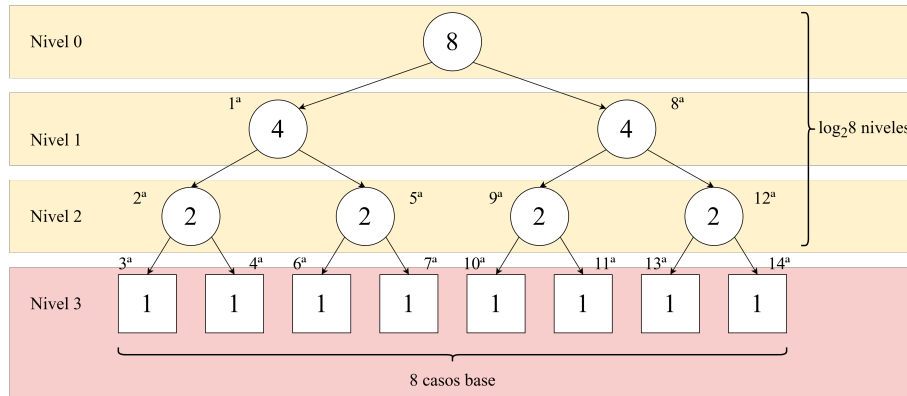 Nivel 0
8
1ª
8ª
Nivel 1
4
4
log₂8 niveles
2ª
5ª
9ª
12ª
Nivel 2
2
2
2
2
3ª
4ª
6ª
7ª
10ª
11ª
13ª
14ª
Nivel 3
1
1
1
1
1
1
1
1
8 casos base